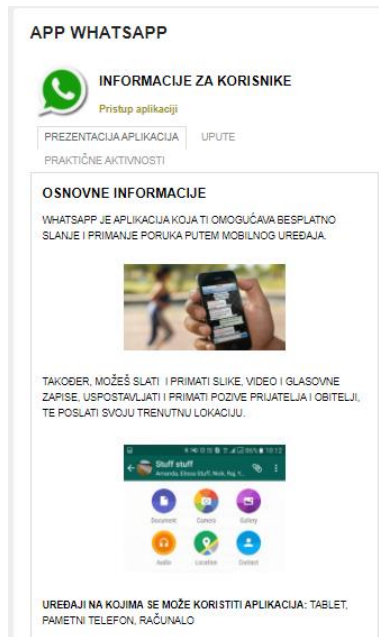 APP WHATSAPP
INFORMACIJE ZA KORISNIKE
Pristup aplikaciji
PREZENTACIJA APLIKACIJA UPUTE
PRAKTIČNE AKTIVNOSTI
OSNOVNE INFORMACIJE
WHATSAPP JE APLIKACIJA KOJA TI OMOGUĆAVA BESPLATNO
SLANJE I PRIMANJE PORUKA PUTEM MOBILNOG UREĐAJA.
TAKOĐER, MOŽEŠ SLATI I PRIMATI SLIKE, VIDEO I GLASOVNE
ZAPISE, USPOSTAVLJATI I PRIMATI POZIVE PRIJATELJA I OBITELJI,
TE POSLATI SVOJU TRENUTNU LOKACIJU.
Stuff stuff
Document Camera Gallery
Audio Location Contact
UREĐAJI NA KOJIMA SE MOŽE KORISTITI APLIKACIJA: TABLET,
PAMETNI TELEFON, RAČUNALO